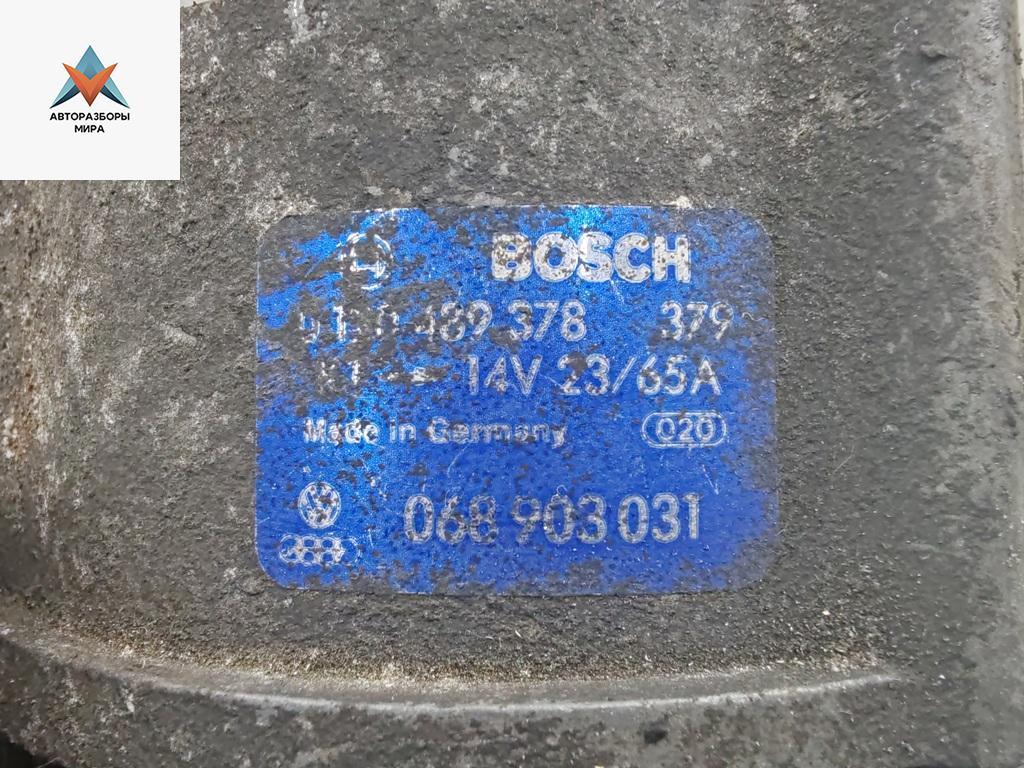 АВТОРАЗБОРЫ
МИРА
BOSCH
489 378 379
14V 23/65A
Made in Germany 020
068 903 031